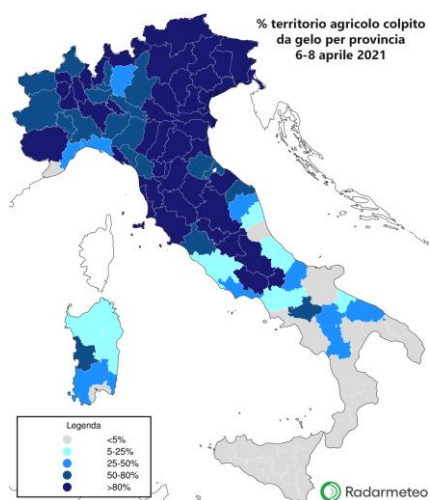 % territorio agricolo colpito
da gelo per provincia
6-8 aprile 2021
Legenda
<5%
5-25%
25-50%
50-80%
>80%
Radarmeteo